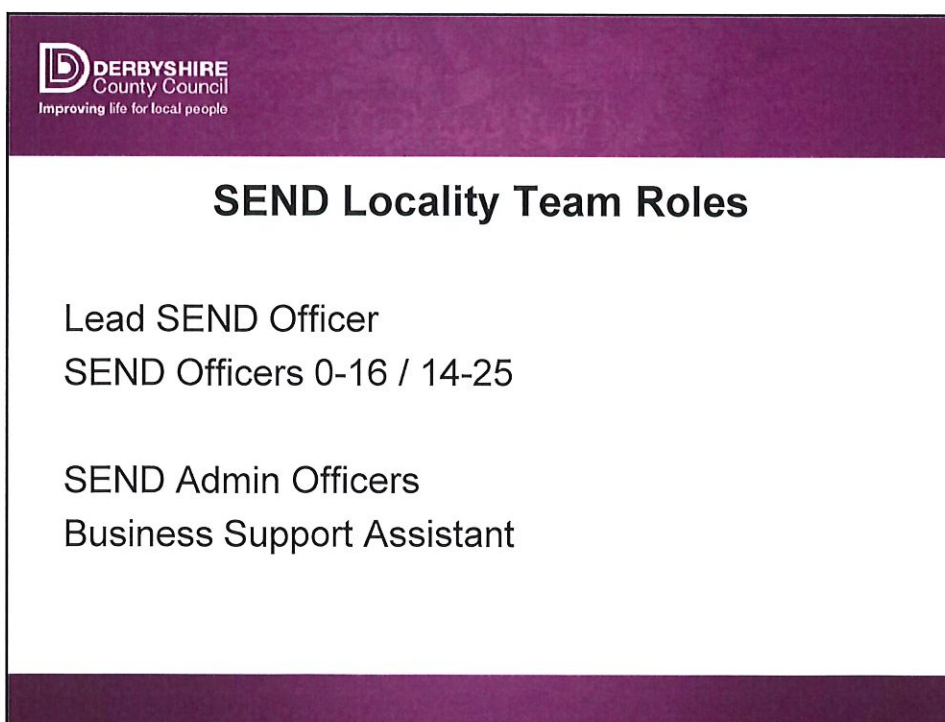 DERBYSHIRE
County Council
Improving life for local people
SEND Locality Team Roles
Lead SEND Officer
SEND Officers 0-16 / 14-25
SEND Admin Officers
Business Support Assistant